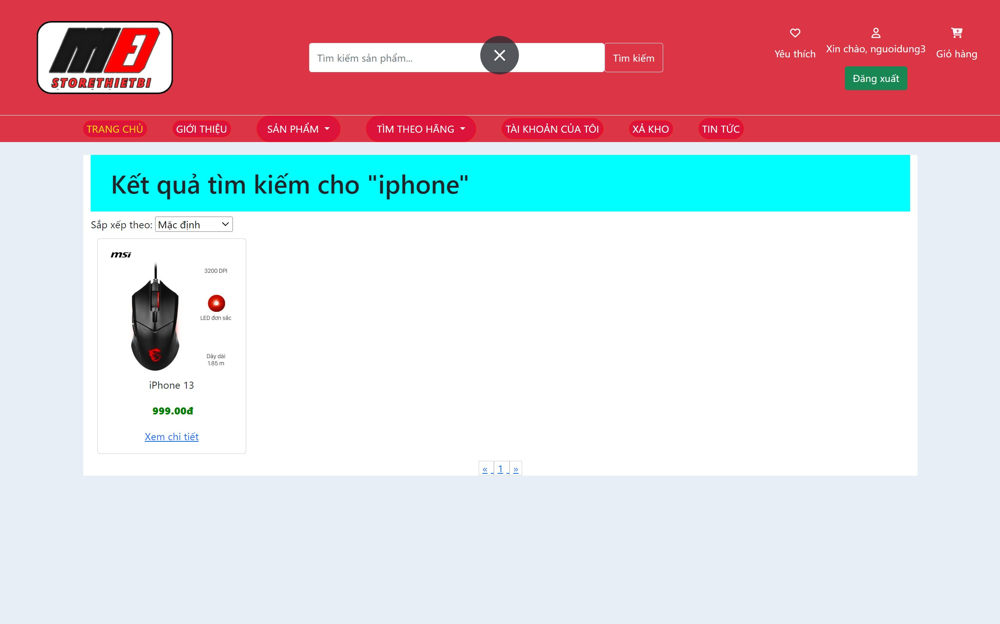 MĐ
STORETHIETBI
Tìm kiếm sản phẩm...
Tìm kiếm
Yêu thích
Xin chào, nguoidung3
Giỏ hàng
Đăng xuất
TRANG CHỦ
GIỚI THIỆU
SẢN PHẨM
TÌM THEO HÃNG
TÀI KHOẢN CỦA TÔI
XẢ KHO
TIN TỨC
Kết quả tìm kiếm cho "iphone"
Sắp xếp theo: Mặc định
msi
3200 DPI
LED đơn sắc
Dây dài
1.85 m
iPhone 13
999.00đ
Xem chi tiết
« 1 »